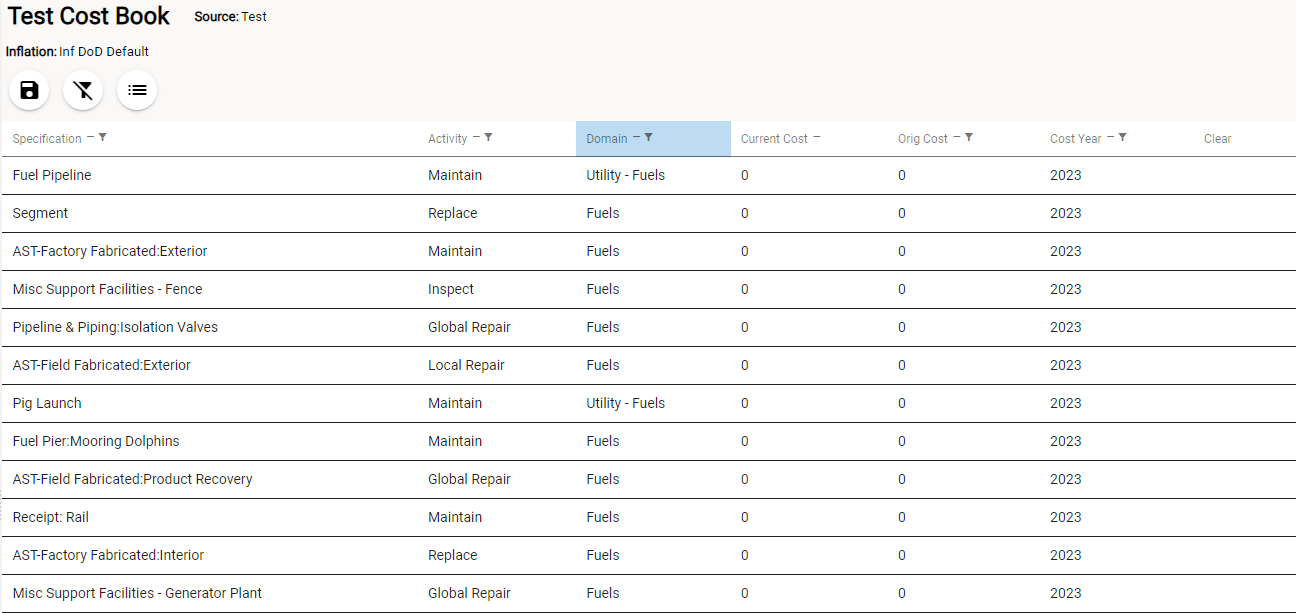 Test Cost Book Source: Test
Inflation: Inf DoD Default
Specification Activity Domain Current Cost Orig Cost Cost Year Clear
Fuel Pipeline Maintain Utility - Fuels 0 0 2023
Segment Replace Fuels 0 0 2023
AST-Factory Fabricated:Exterior Maintain Fuels 0 0 2023
Misc Support Facilities - Fence Inspect Fuels 0 0 2023
Pipeline & Piping:Isolation Valves Global Repair Fuels 0 0 2023
AST-Field Fabricated:Exterior Local Repair Fuels 0 0 2023
Pig Launch Maintain Utility - Fuels 0 0 2023
Fuel Pier:Mooring Dolphins Maintain Fuels 0 0 2023
AST-Field Fabricated:Product Recovery Global Repair Fuels 0 0 2023
Receipt: Rail Maintain Fuels 0 0 2023
AST-Factory Fabricated:Interior Replace Fuels 0 0 2023
Misc Support Facilities - Generator Plant Global Repair Fuels 0 0 2023